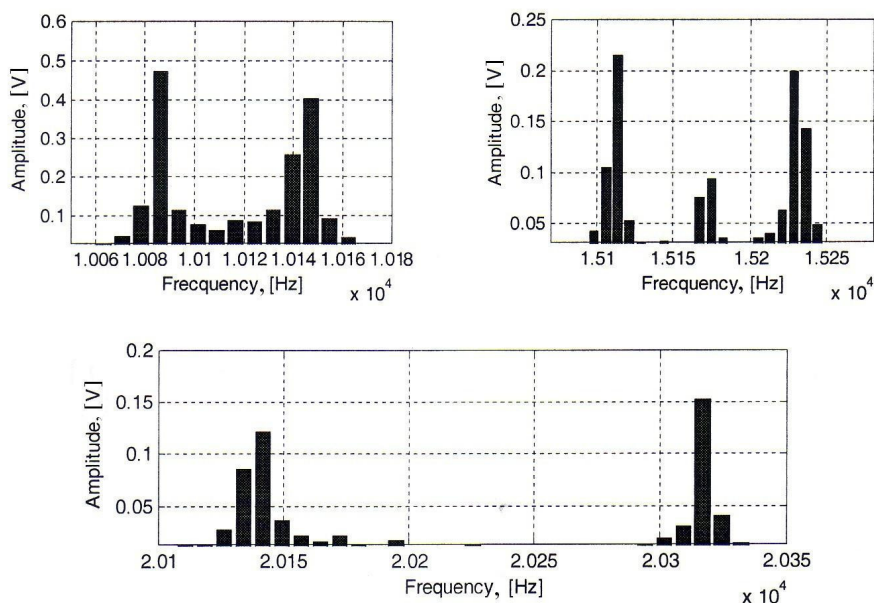 0.6
0.5
0.4
0.3
0.2
0.1
Amplitude, [V]
1.006 1.008 1.01 1.012 1.014 1.016 1.018
Frecquency, [Hz]
x 10^4
0.25
0.2
0.15
0.1
0.05
Amplitude, [V]
1.51 1.515 1.52 1.525
Frecquency, [Hz]
x 10^4
0.2
0.15
0.1
0.05
Amplitude, [V]
2.01 2.015 2.02 2.025 2.03 2.035
Frecquency, [Hz]
x 10^4